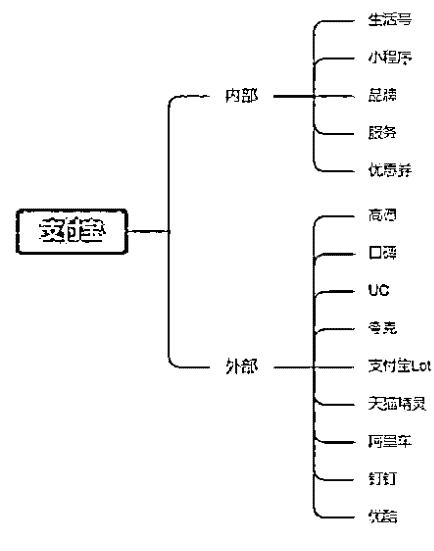 支付宝
内部
生活号
小程序
品牌
服务
优惠券
外部
高德
口碑
UC
夸克
支付宝Lot
天猫精灵
阿里车
钉钉
优酷